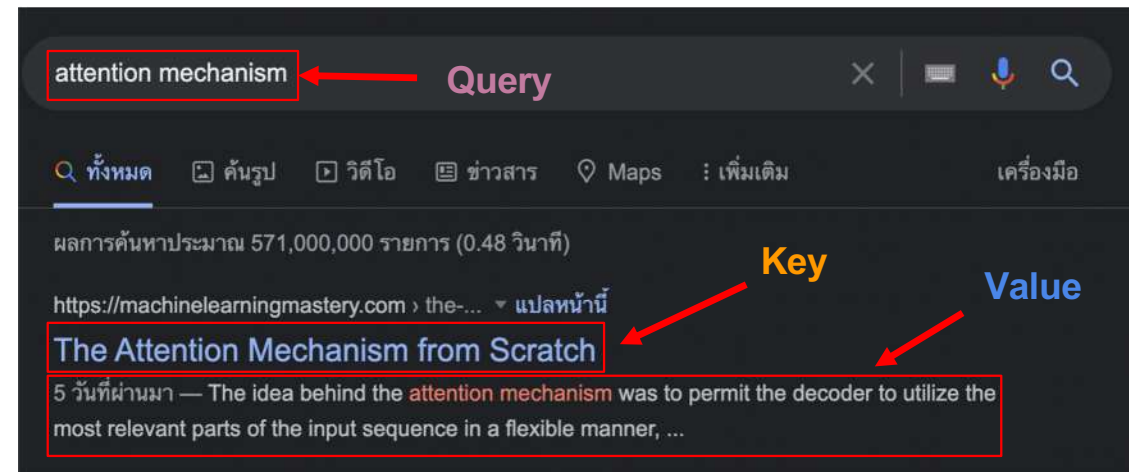 attention mechanism Query
ทั้งหมด ค้นรูป วิดีโอ ข่าวสาร Maps เพิ่มเติม เครื่องมือ
ผลการค้นหาประมาณ 571,000,000 รายการ (0.48 วินาที)
Key
Value
https://machinelearningmastery.com › the-... แปลหน้านี้
The Attention Mechanism from Scratch
5 วันที่ผ่านมา — The idea behind the attention mechanism was to permit the decoder to utilize the
most relevant parts of the input sequence in a flexible manner, ...